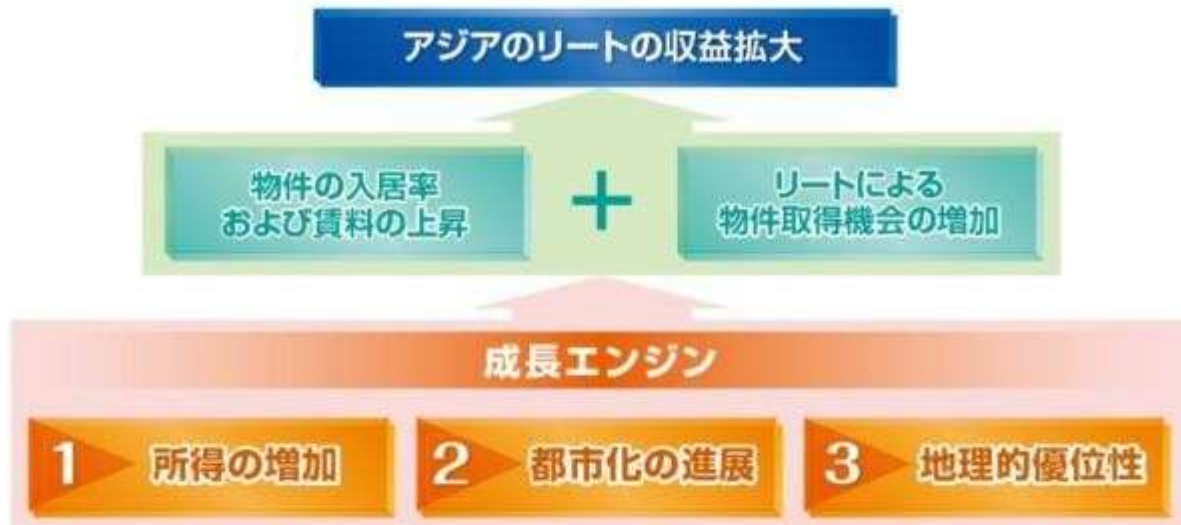 アジアのリートの収益拡大
物件の入居率
および賃料の上昇
+
リートによる
物件取得機会の増加
成長エンジン
1 所得の増加
2 都市化の進展
3 地理的優位性